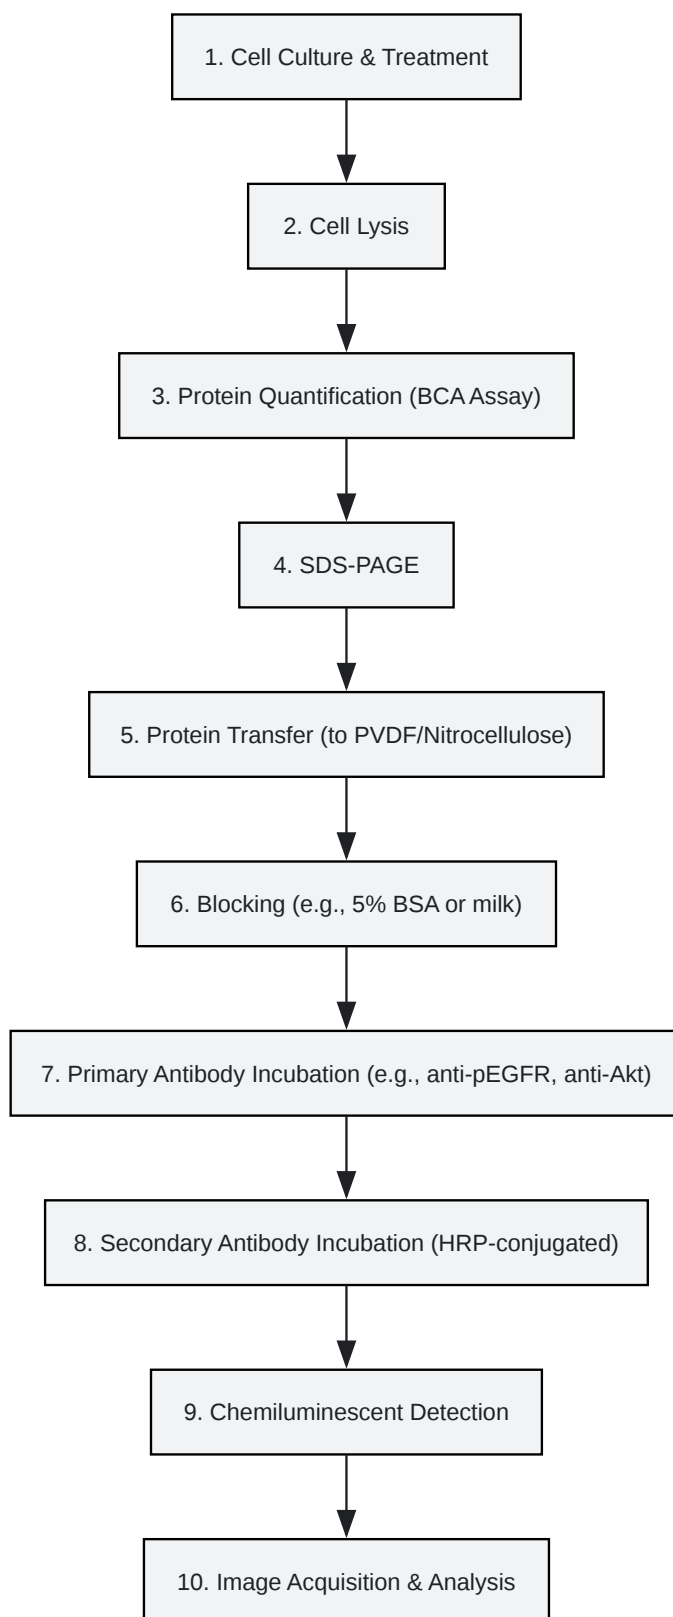 1. Cell Culture & Treatment
2. Cell Lysis
3. Protein Quantification (BCA Assay)
4. SDS-PAGE
5. Protein Transfer (to PVDF/Nitrocellulose)
6. Blocking (e.g., 5% BSA or milk)
7. Primary Antibody Incubation (e.g., anti-pEGFR, anti-Akt)
8. Secondary Antibody Incubation (HRP-conjugated)
9. Chemiluminescent Detection
10. Image Acquisition & Analysis